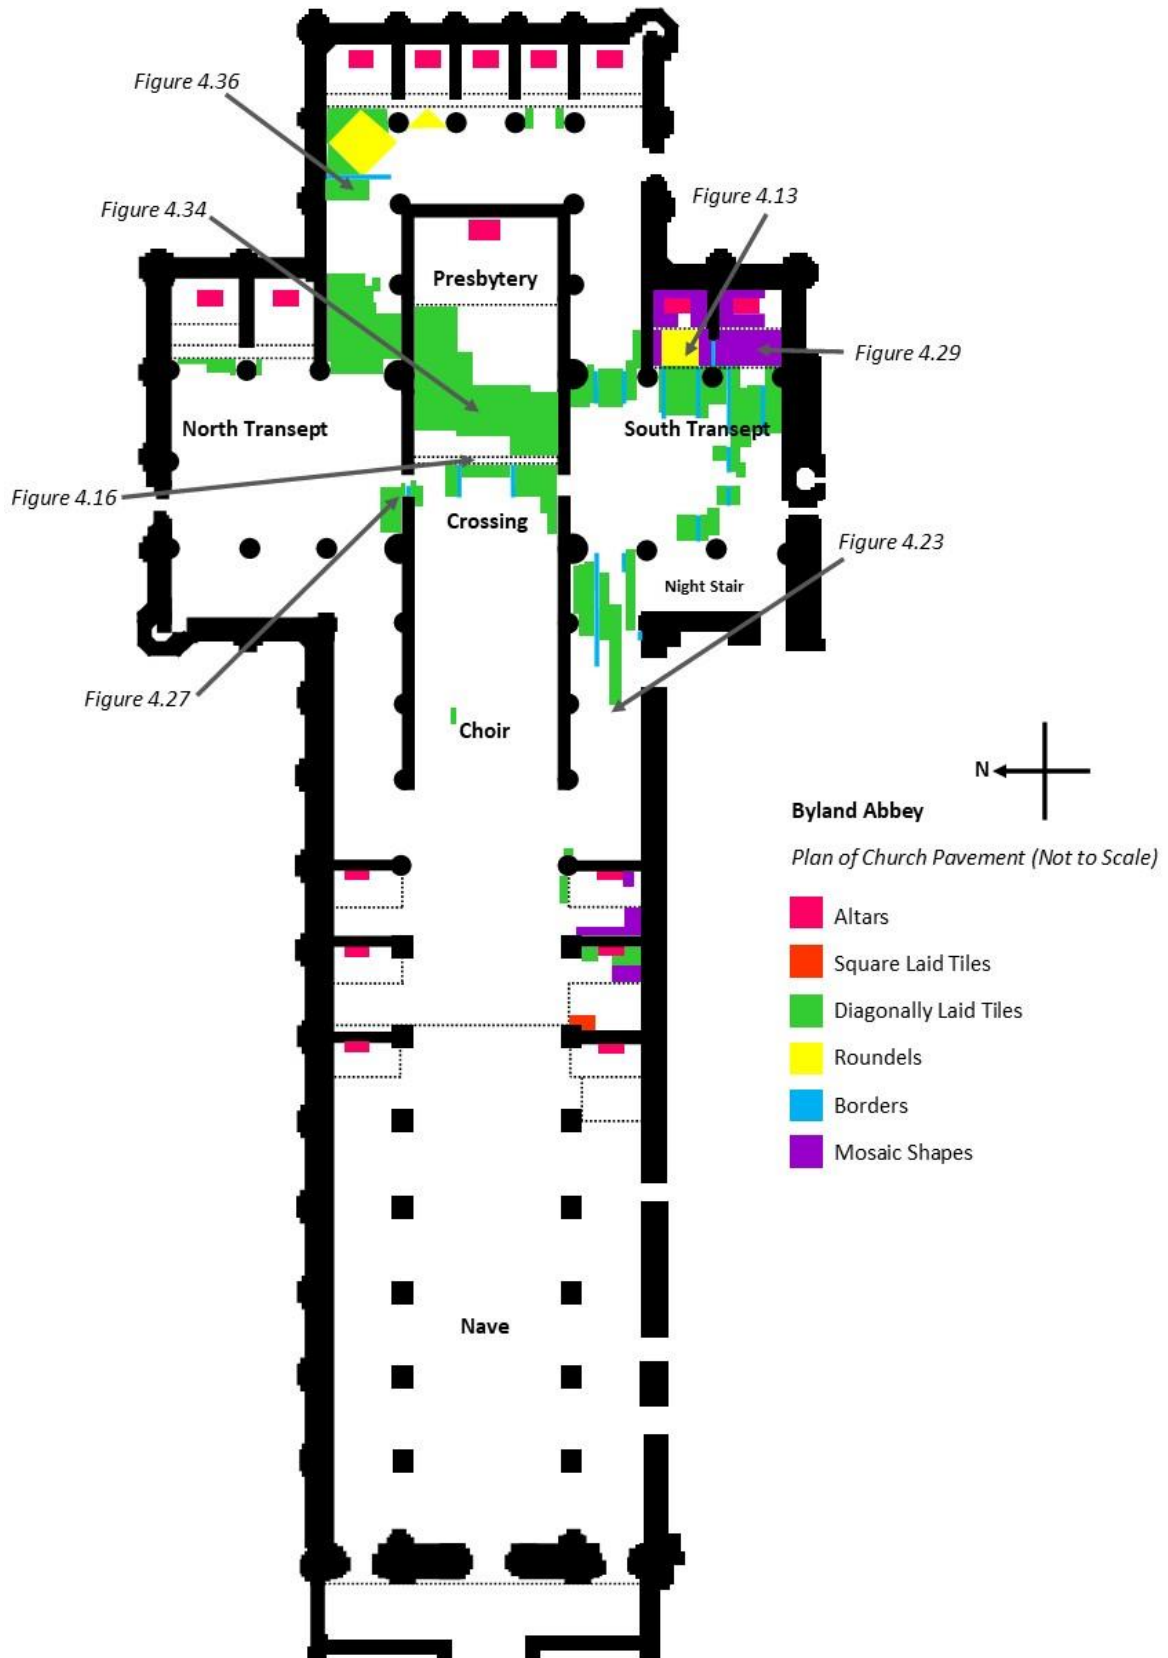 Figure 4.36
Figure 4.34
Figure 4.13
Presbytery
Figure 4.29
North Transept
South Transept
Figure 4.16
Crossing
Figure 4.23
Night Stair
Figure 4.27
Choir
N
Byland Abbey
Plan of Church Pavement (Not to Scale)
Altars
Square Laid Tiles
Diagonally Laid Tiles
Roundels
Borders
Mosaic Shapes
Nave